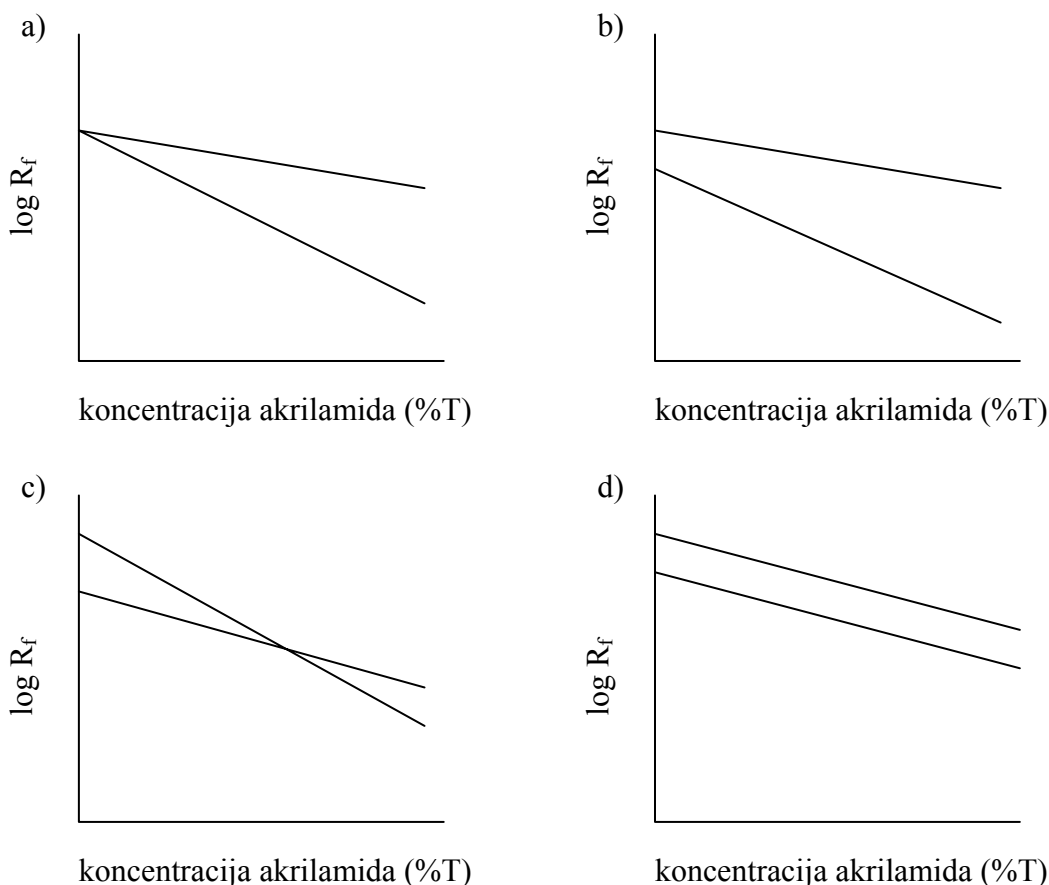 a)
log Rf
koncentracija akrilamida (%T)
b)
log Rf
koncentracija akrilamida (%T)
c)
log Rf
koncentracija akrilamida (%T)
d)
log Rf
koncentracija akrilamida (%T)